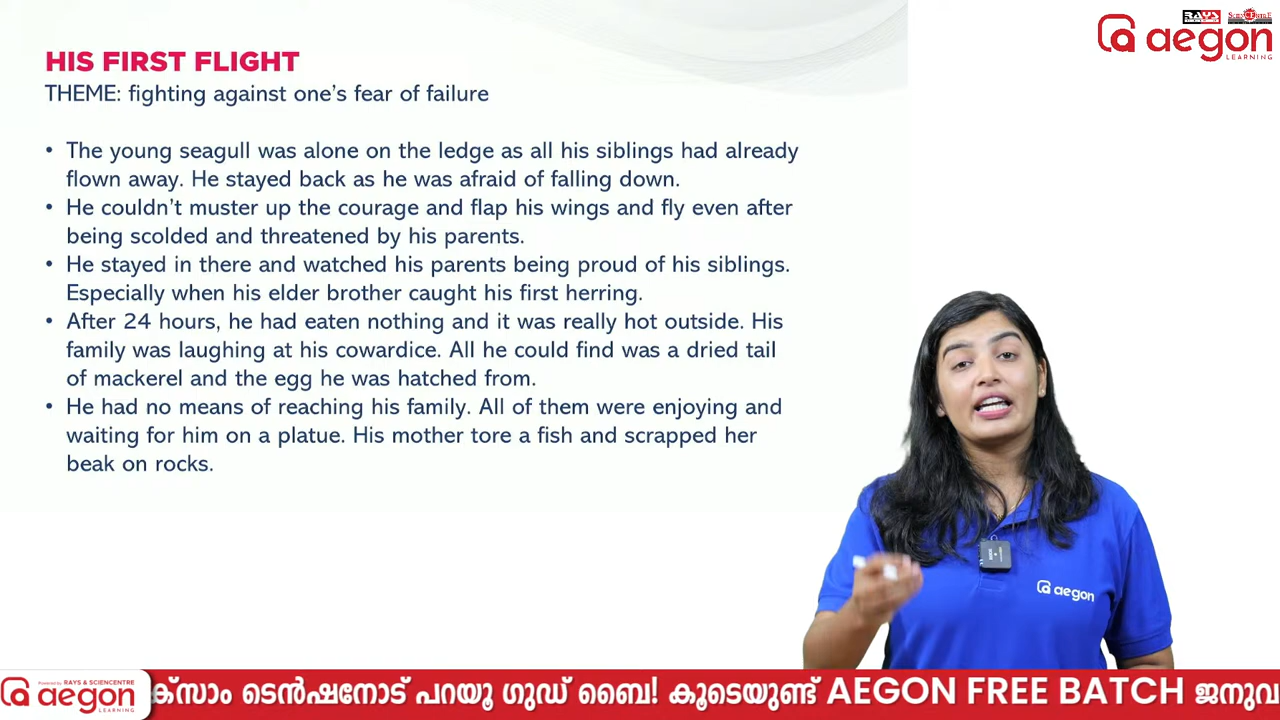 RAYS
SCIENCENTRE
aegon
LEARNING
HIS FIRST FLIGHT
THEME: fighting against one’s fear of failure
• The young seagull was alone on the ledge as all his siblings had already
flown away. He stayed back as he was afraid of falling down.
• He couldn’t muster up the courage and flap his wings and fly even after
being scolded and threatened by his parents.
• He stayed in there and watched his parents being proud of his siblings.
Especially when his elder brother caught his first herring.
• After 24 hours, he had eaten nothing and it was really hot outside. His
family was laughing at his cowardice. All he could find was a dried tail
of mackerel and the egg he was hatched from.
• He had no means of reaching his family. All of them were enjoying and
waiting for him on a platue. His mother tore a fish and scrapped her
beak on rocks.
aegon
Powered by RAYS & SCIENCENTRE
aegon
LEARNING
ക്സാം ടെൻഷനോട് പറയൂ ഗുഡ് ബൈ! കൂടെയുണ്ട് AEGON FREE BATCH ജനുവ